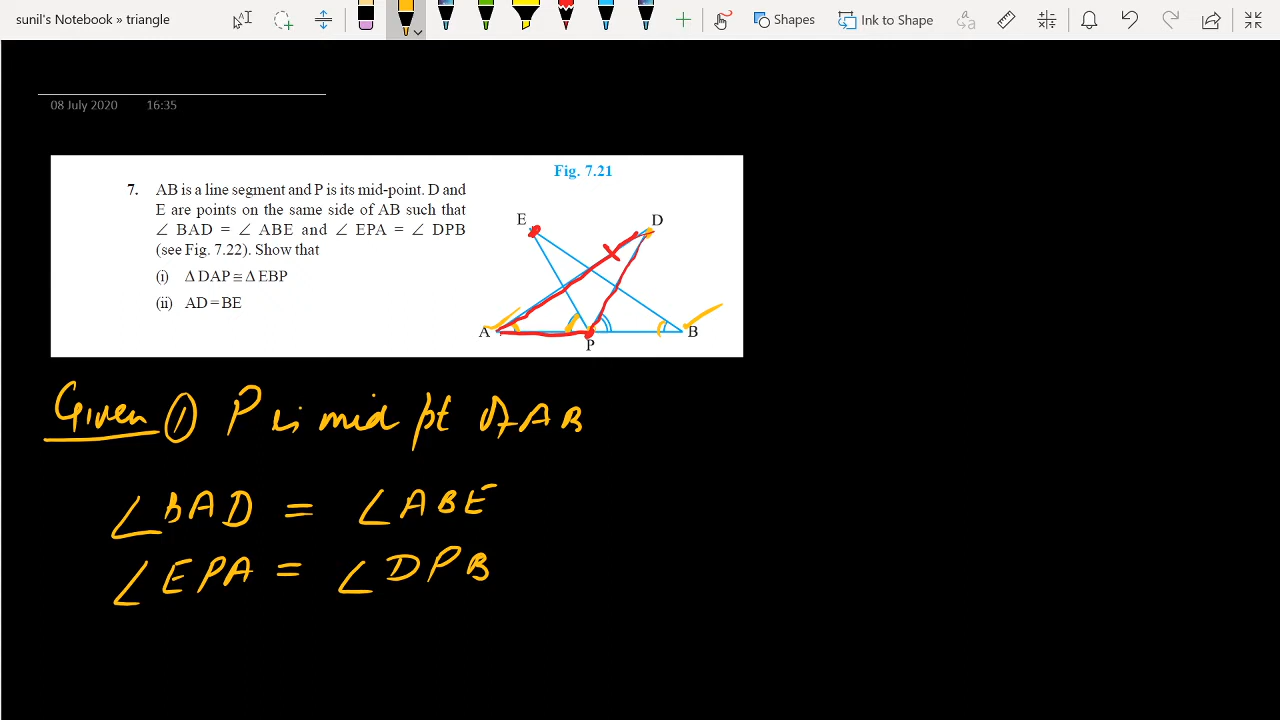 sunil's Notebook » triangle
Shapes
Ink to Shape
08 July 2020 16:35
Fig. 7.21
7. AB is a line segment and P is its mid-point. D and
E are points on the same side of AB such that
∠ BAD = ∠ ABE and ∠ EPA = ∠ DPB
(see Fig. 7.22). Show that
(i) Δ DAP ≅ Δ EBP
(ii) AD = BE
E
D
A
B
P
Given ① P is mid pt of AB
∠BAD = ∠ABE
∠EPA = ∠DPB